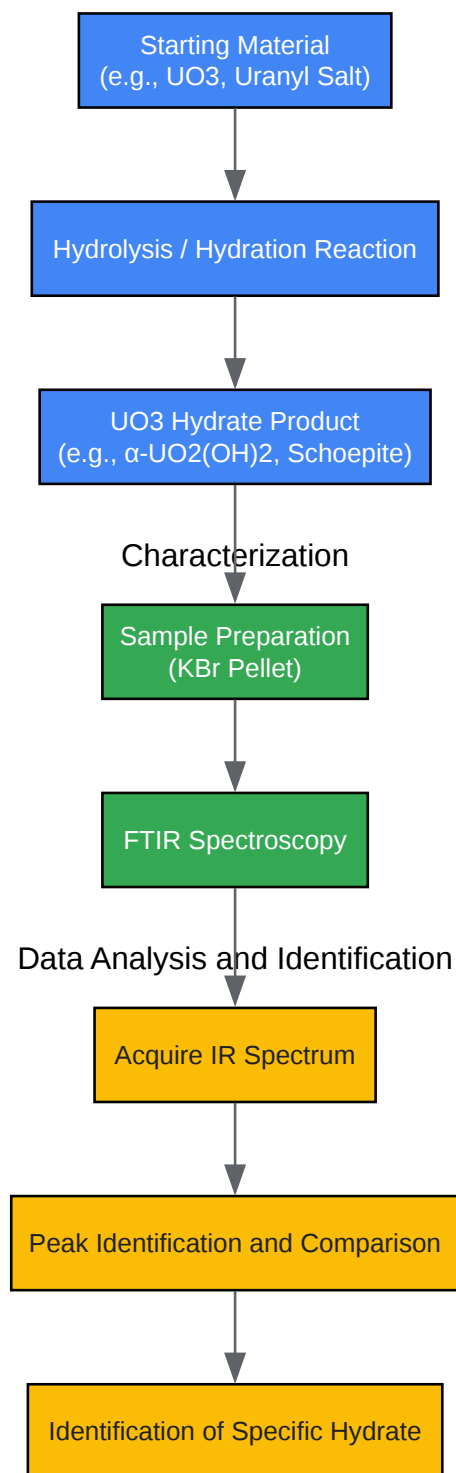 Starting Material
(e.g., UO3, Uranyl Salt)
Hydrolysis / Hydration Reaction
UO3 Hydrate Product
(e.g., α-UO2(OH)2, Schoepite)
Characterization
Sample Preparation
(KBr Pellet)
FTIR Spectroscopy
Data Analysis and Identification
Acquire IR Spectrum
Peak Identification and Comparison
Identification of Specific Hydrate